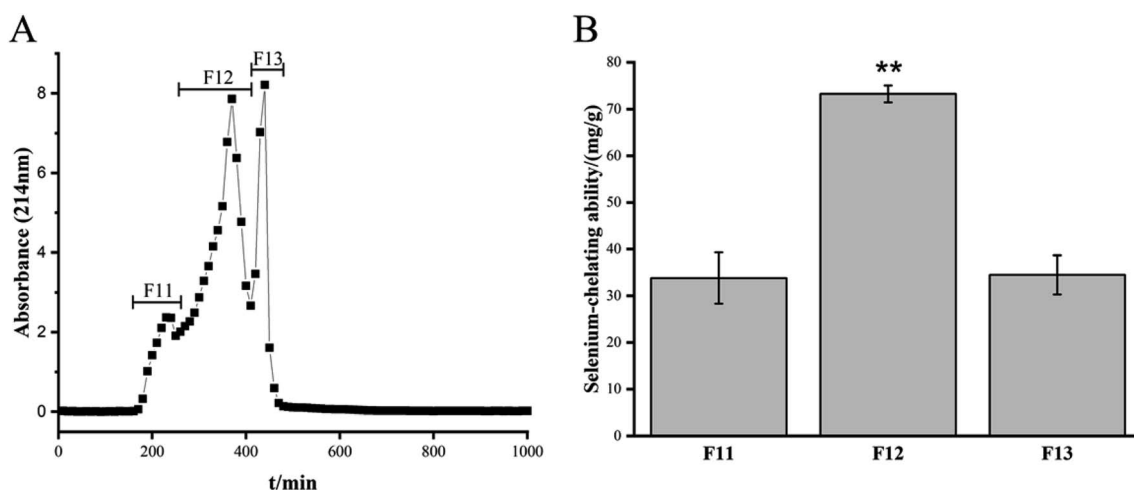 A
F13
F12
F11
8
6
4
2
0
Absorbance (214nm)
0 200 400 600 800 1000
t/min
B
**
80
70
60
50
40
30
20
10
0
Selenium-chelating ability/(mg/g)
F11 F12 F13